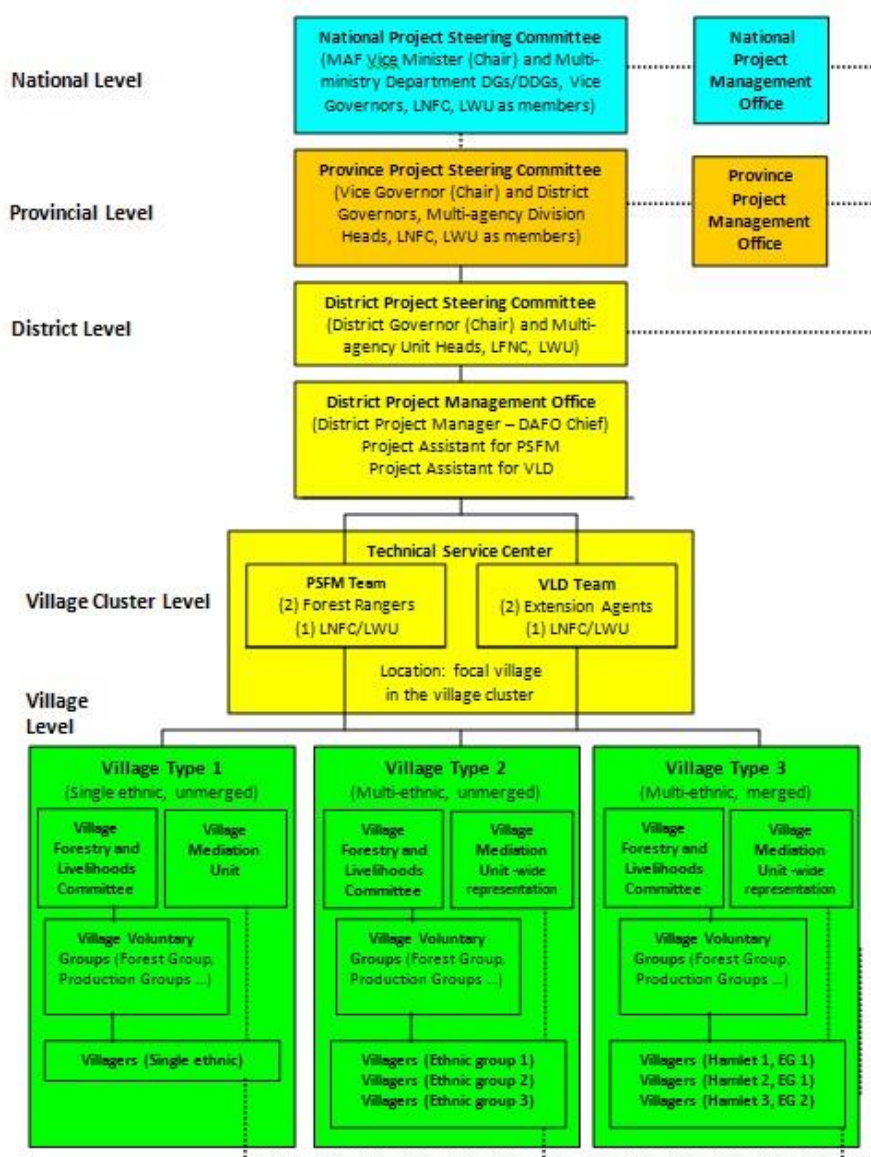 National Level
National Project Steering Committee
(MAF Vice Minister (Chair) and Multi-
ministry Department DGs/DDGs, Vice
Governors, LNFC, LWU as members)
National
Project
Management
Office
Provincial Level
Province Project Steering Committee
(Vice Governor (Chair) and District
Governors, Multi-agency Division
Heads, LNFC, LWU as members)
Province
Project
Management
Office
District Level
District Project Steering Committee
(District Governor (Chair) and Multi-
agency Unit Heads, LFNC, LWU)
District Project Management Office
(District Project Manager – DAFO Chief)
Project Assistant for PSFM
Project Assistant for VLD
Village Cluster Level
Technical Service Center
PSFM Team
(2) Forest Rangers
(1) LNFC/LWU
VLD Team
(2) Extension Agents
(1) LNFC/LWU
Location: focal village
in the village cluster
Village
Level
Village Type 1
(Single ethnic, unmerged)
Village
Forestry and
Livelihoods
Committee
Village
Mediation
Unit
Village Voluntary
Groups (Forest Group,
Production Groups ...)
Villagers (Single ethnic)
Village Type 2
(Multi-ethnic, unmerged)
Village
Forestry and
Livelihoods
Committee
Village
Mediation
Unit -wide
representation
Village Voluntary
Groups (Forest Group,
Production Groups ...)
Villagers (Ethnic group 1)
Villagers (Ethnic group 2)
Villagers (Ethnic group 3)
Village Type 3
(Multi-ethnic, merged)
Village
Forestry and
Livelihoods
Committee
Village
Mediation
Unit -wide
representation
Village Voluntary
Groups (Forest Group,
Production Groups ...)
Villagers (Hamlet 1, EG 1)
Villagers (Hamlet 2, EG 1)
Villagers (Hamlet 3, EG 2)